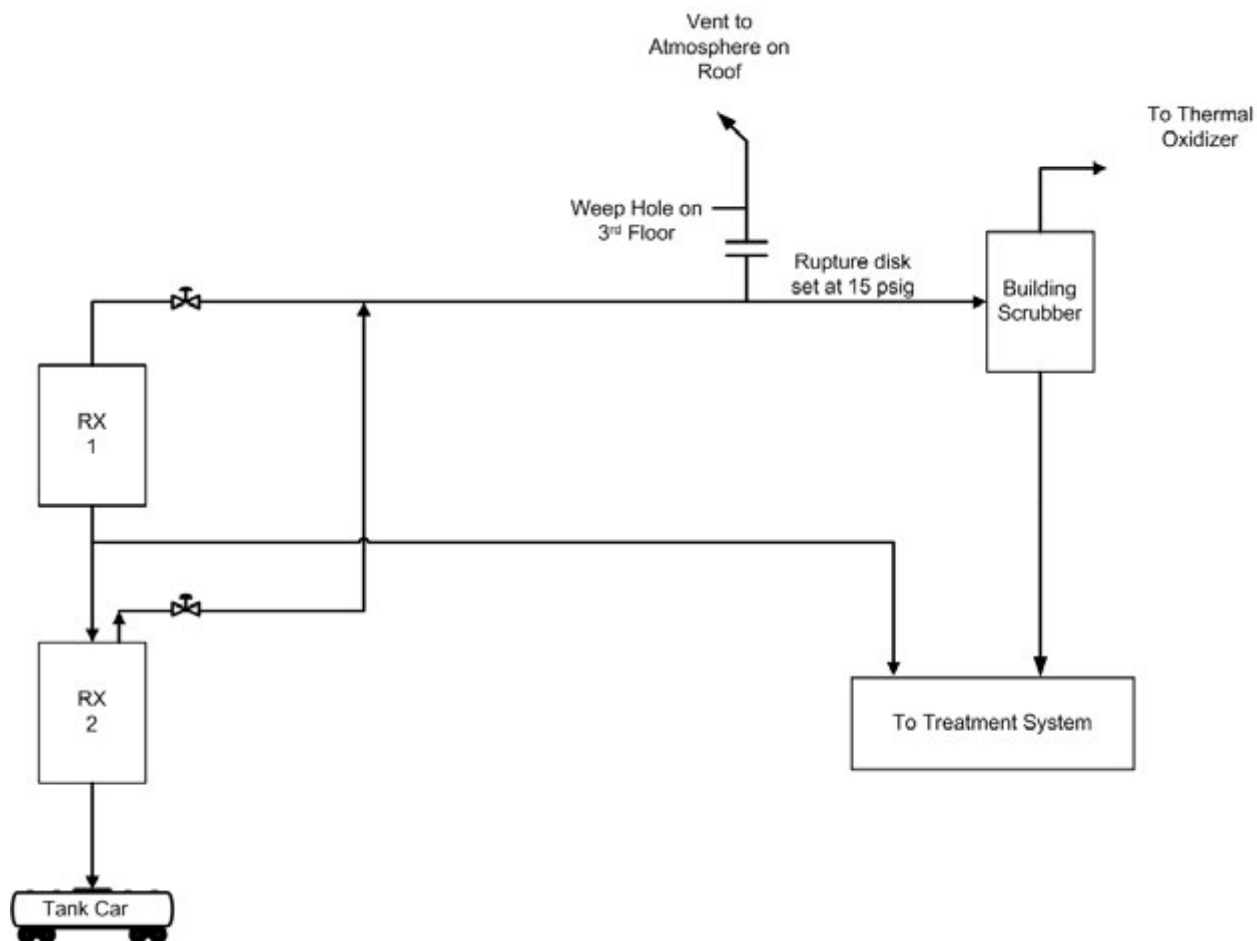 Vent to
Atmosphere on
Roof
To Thermal
Oxidizer
Weep Hole on
3rd Floor
Rupture disk
set at 15 psig
Building
Scrubber
RX
1
RX
2
To Treatment System
Tank Car